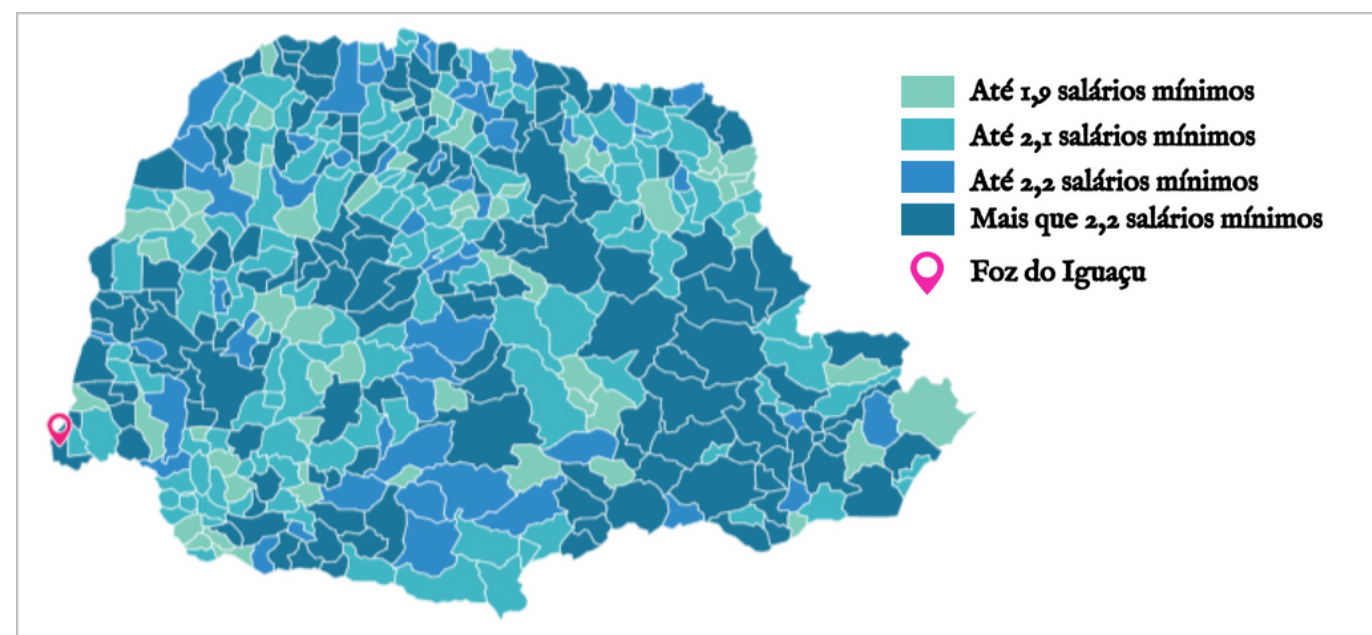 Até 1,9 salários mínimos
Até 2,1 salários mínimos
Até 2,2 salários mínimos
Mais que 2,2 salários mínimos
Foz do Iguaçu